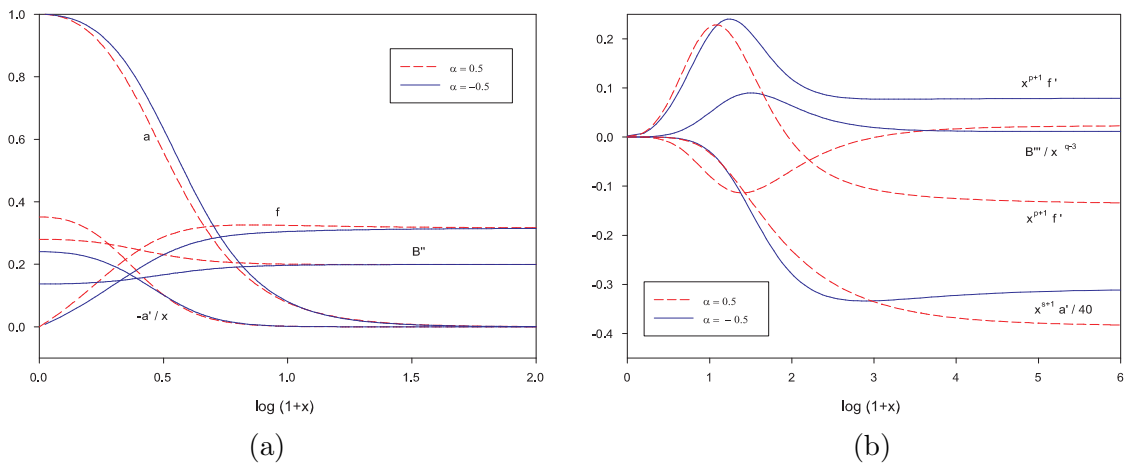 1.0
0.8
0.6
0.4
0.2
0.0
α = 0.5
α = −0.5
a
f
B''
-a' / x
0.0 0.5 1.0 1.5 2.0
log (1+x)
(a)
0.2
0.1
0.0
-0.1
-0.2
-0.3
-0.4
x^{p+1} f '
B''' / x^{q-3}
x^{p+1} f '
x^{s+1} a' / 40
α = 0.5
α = − 0.5
0 1 2 3 4 5 6
log (1+x)
(b)